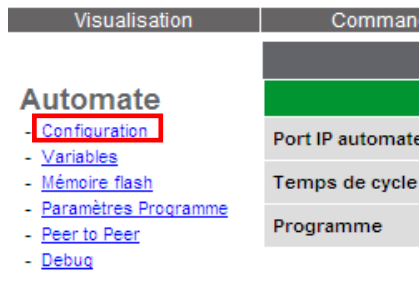 Visualisation
Comman
Automate
- Configuration
- Variables
- Mémoire flash
- Paramètres Programme
- Peer to Peer
- Debug
Port IP automate
Temps de cycle
Programme